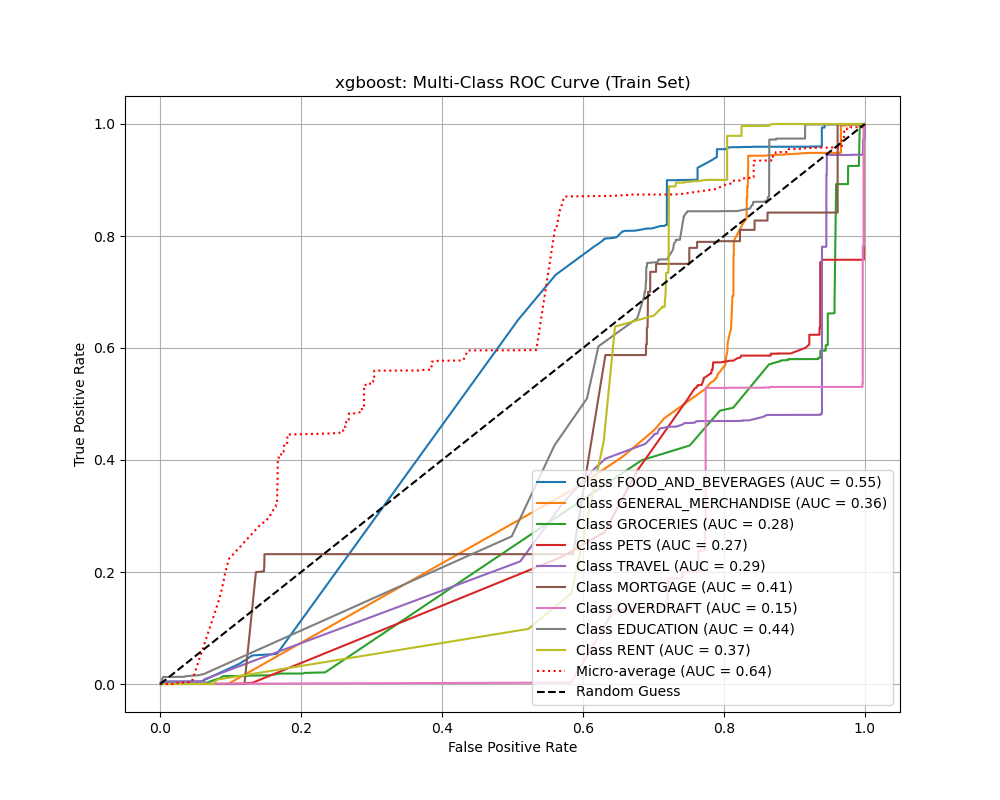 xgboost: Multi-Class ROC Curve (Train Set)
True Positive Rate
1.0
0.8
0.6
0.4
0.2
0.0
Class FOOD_AND_BEVERAGES (AUC = 0.55)
Class GENERAL_MERCHANDISE (AUC = 0.36)
Class GROCERIES (AUC = 0.28)
Class PETS (AUC = 0.27)
Class TRAVEL (AUC = 0.29)
Class MORTGAGE (AUC = 0.41)
Class OVERDRAFT (AUC = 0.15)
Class EDUCATION (AUC = 0.44)
Class RENT (AUC = 0.37)
Micro-average (AUC = 0.64)
Random Guess
0.0 0.2 0.4 0.6 0.8 1.0
False Positive Rate